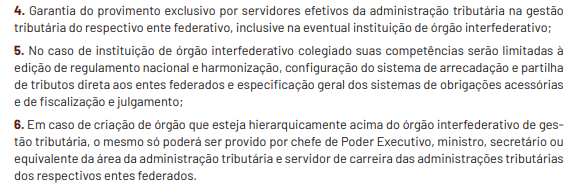 4. Garantia do provimento exclusivo por servidores efetivos da administração tributária na gestão
tributária do respectivo ente federativo, inclusive na eventual instituição de órgão interfederativo;
5. No caso de instituição de órgão interfederativo colegiado suas competências serão limitadas à
edição de regulamento nacional e harmonização, configuração do sistema de arrecadação e partilha
de tributos direta aos entes federados e especificação geral dos sistemas de obrigações acessórias
e de fiscalização e julgamento;
6. Em caso de criação de órgão que esteja hierarquicamente acima do órgão interfederativo de ges-
tão tributária, o mesmo só poderá ser provido por chefe de Poder Executivo, ministro, secretário ou
equivalente da área da administração tributária e servidor de carreira das administrações tributárias
dos respectivos entes federados.